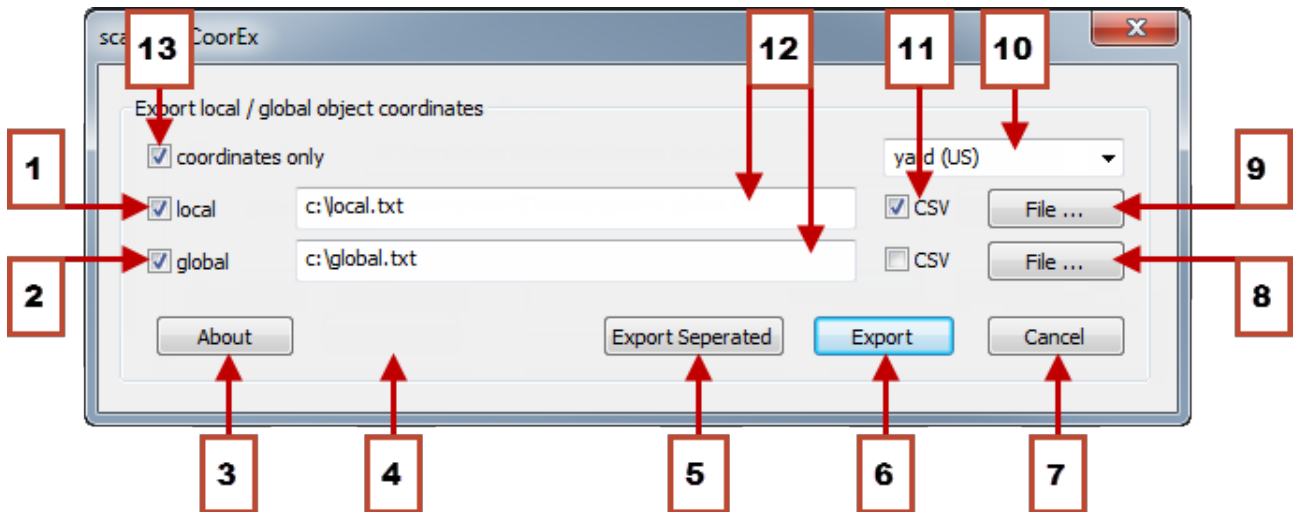 CoorEx
13
12
11
10
Export local / global object coordinates
coordinates only
yard (US)
1
local
c:\local.txt
CSV
File ...
9
2
global
c:\global.txt
CSV
File ...
8
About
Export Seperated
Export
Cancel
3
4
5
6
7